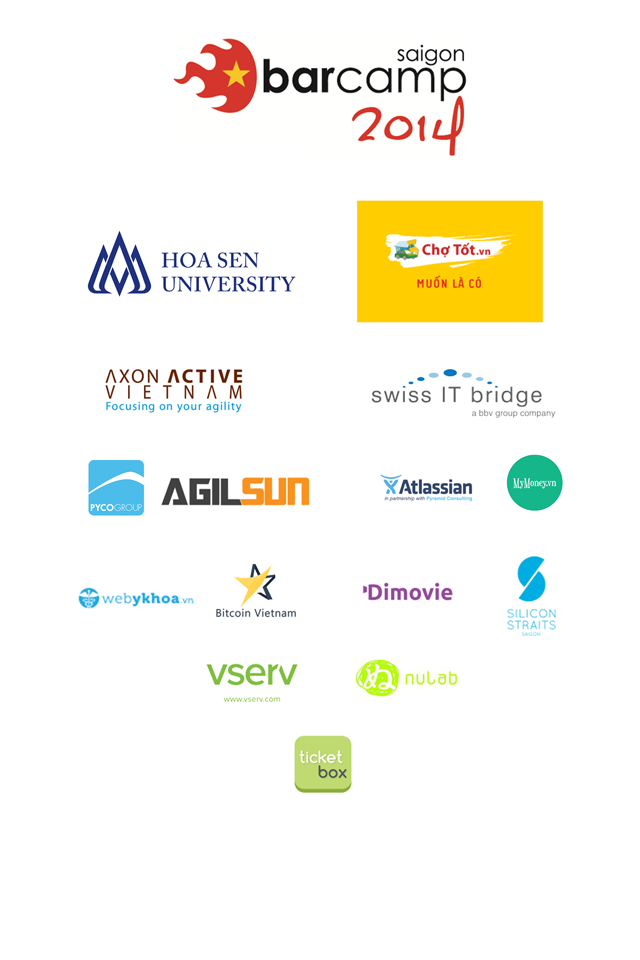 saigon
barcamp
2014
HOA SEN
UNIVERSITY
Chợ Tốt.vn
MUỐN LÀ CÓ
AXON ACTIVE
VIETNAM
Focusing on your agility
swiss IT bridge
a bbv group company
PYCOGROUP
AGILSUN
Atlassian
in partnership with Pyramid Consulting
MyMoney.vn
webykhoa.vn
Bitcoin Vietnam
Dimovie
SILICON
STRAITS
SAIGON
vserv
www.vserv.com
ぬ nulab
ticket
box